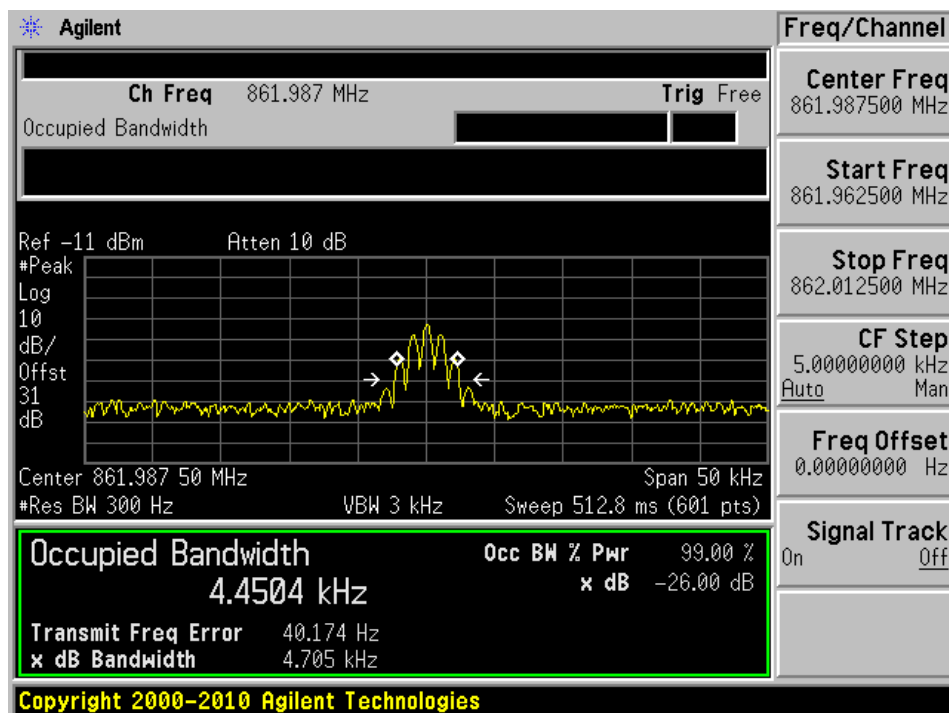 Agilent
Freq/Channel
Ch Freq 861.987 MHz Trig Free
Occupied Bandwidth
Center Freq
861.987500 MHz
Start Freq
861.962500 MHz
Stop Freq
862.012500 MHz
CF Step
5.00000000 kHz
Auto Man
Freq Offset
0.00000000 Hz
Signal Track
On Off
Ref -11 dBm Atten 10 dB
#Peak
Log
10
dB/
Offst
31
dB
Center 861.987 50 MHz Span 50 kHz
#Res BW 300 Hz VBW 3 kHz Sweep 512.8 ms (601 pts)
Occupied Bandwidth
4.4504 kHz
Occ BW % Pwr 99.00 %
x dB -26.00 dB
Transmit Freq Error 40.174 Hz
x dB Bandwidth 4.705 kHz
Copyright 2000-2010 Agilent Technologies